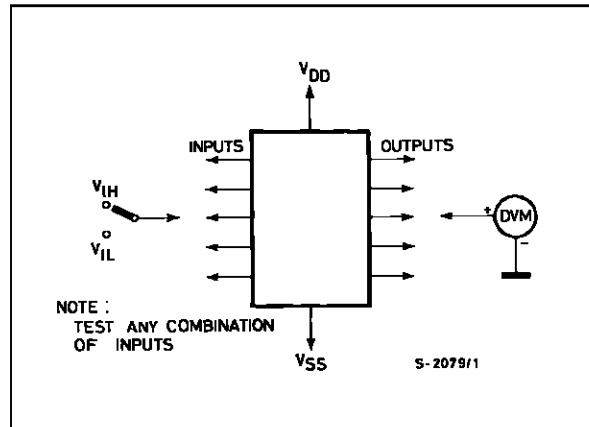 VDD
INPUTS
OUTPUTS
VIH
VIL
+
DVM
-
NOTE :
TEST ANY COMBINATION
OF INPUTS
VSS
S-2079/1